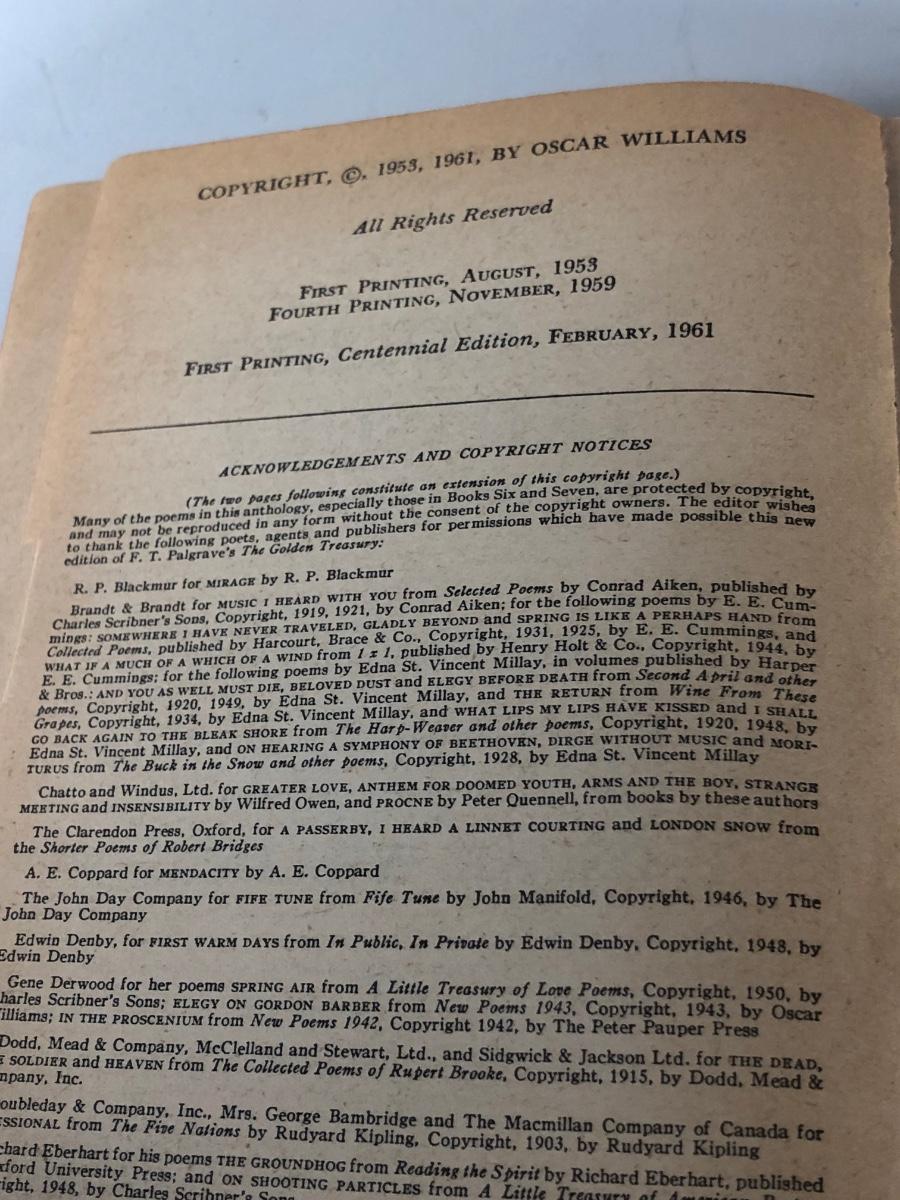 COPYRIGHT, ©, 1953, 1961, BY OSCAR WILLIAMS
All Rights Reserved
FIRST PRINTING, AUGUST, 1953
FOURTH PRINTING, NOVEMBER, 1959
FIRST PRINTING, Centennial Edition, FEBRUARY, 1961
ACKNOWLEDGEMENTS AND COPYRIGHT NOTICES
(The two pages following constitute an extension of this copyright page.)
Many of the poems in this anthology, especially those in Books Six and Seven, are protected by copyright,
and may not be reproduced in any form without the consent of the copyright owners. The editor wishes
to thank the following poets, agents and publishers for permissions which have made possible this new
edition of F. T. Palgrave's The Golden Treasury:
R. P. Blackmur for MIRAGE by R. P. Blackmur
Brandt & Brandt for MUSIC I HEARD WITH YOU from Selected Poems by Conrad Aiken, published by
Charles Scribner's Sons, Copyright, 1919, 1921, by Conrad Aiken; for the following poems by E. E. Cum-
mings: SOMEWHERE I HAVE NEVER TRAVELED, GLADLY BEYOND and SPRING IS LIKE A PERHAPS HAND from
Collected Poems, published by Harcourt, Brace & Co., Copyright, 1931, 1925, by E. E. Cummings, and
WHAT IF A MUCH OF A WHICH OF A WIND from 1 x 1, published by Henry Holt & Co., Copyright, 1944, by
E. E. Cummings; for the following poems by Edna St. Vincent Millay, in volumes published by Harper
& Bros.: AND YOU AS WELL MUST DIE, BELOVED DUST and ELEGY BEFORE DEATH from Second April and other
poems, Copyright, 1920, 1949, by Edna St. Vincent Millay, and THE RETURN from Wine From These
Grapes, Copyright, 1934, by Edna St. Vincent Millay, and WHAT LIPS MY LIPS HAVE KISSED and I SHALL
GO BACK AGAIN TO THE BLEAK SHORE from The Harp-Weaver and other poems, Copyright, 1920, 1948, by
Edna St. Vincent Millay, and ON HEARING A SYMPHONY OF BEETHOVEN, DIRGE WITHOUT MUSIC and MORI-
TURUS from The Buck in the Snow and other poems, Copyright, 1928, by Edna St. Vincent Millay
Chatto and Windus, Ltd. for GREATER LOVE, ANTHEM FOR DOOMED YOUTH, ARMS AND THE BOY, STRANGE
MEETING and INSENSIBILITY by Wilfred Owen, and PROCNE by Peter Quennell, from books by these authors
The Clarendon Press, Oxford, for A PASSERBY, I HEARD A LINNET COURTING and LONDON SNOW from
the Shorter Poems of Robert Bridges
A. E. Coppard for MENDACITY by A. E. Coppard
The John Day Company for FIFE TUNE from Fife Tune by John Manifold, Copyright, 1946, by The
John Day Company
Edwin Denby, for FIRST WARM DAYS from In Public, In Private by Edwin Denby, Copyright, 1948, by
Edwin Denby
Gene Derwood for her poems SPRING AIR from A Little Treasury of Love Poems, Copyright, 1950, by
harles Scribner's Sons; ELEGY ON GORDON BARBER from New Poems 1943, Copyright, 1943, by Oscar
illiams; IN THE PROSCENIUM from New Poems 1942, Copyright 1942, by The Peter Pauper Press
Dodd, Mead & Company, McClelland and Stewart, Ltd., and Sidgwick & Jackson Ltd. for THE DEAD,
E SOLDIER and HEAVEN from The Collected Poems of Rupert Brooke, Copyright, 1915, by Dodd, Mead &
mpany, Inc.
oubleday & Company, Inc., Mrs. George Bambridge and The Macmillan Company of Canada for
SSIONAL from The Five Nations by Rudyard Kipling, Copyright, 1903, by Rudyard Kipling
chard Eberhart for his poems THE GROUNDHOG from Reading the Spirit by Richard Eberhart, published
xford University Press; and ON SHOOTING PARTICLES from A Little Treasury of American
ight, 1948, by Charles Scribner's Sons